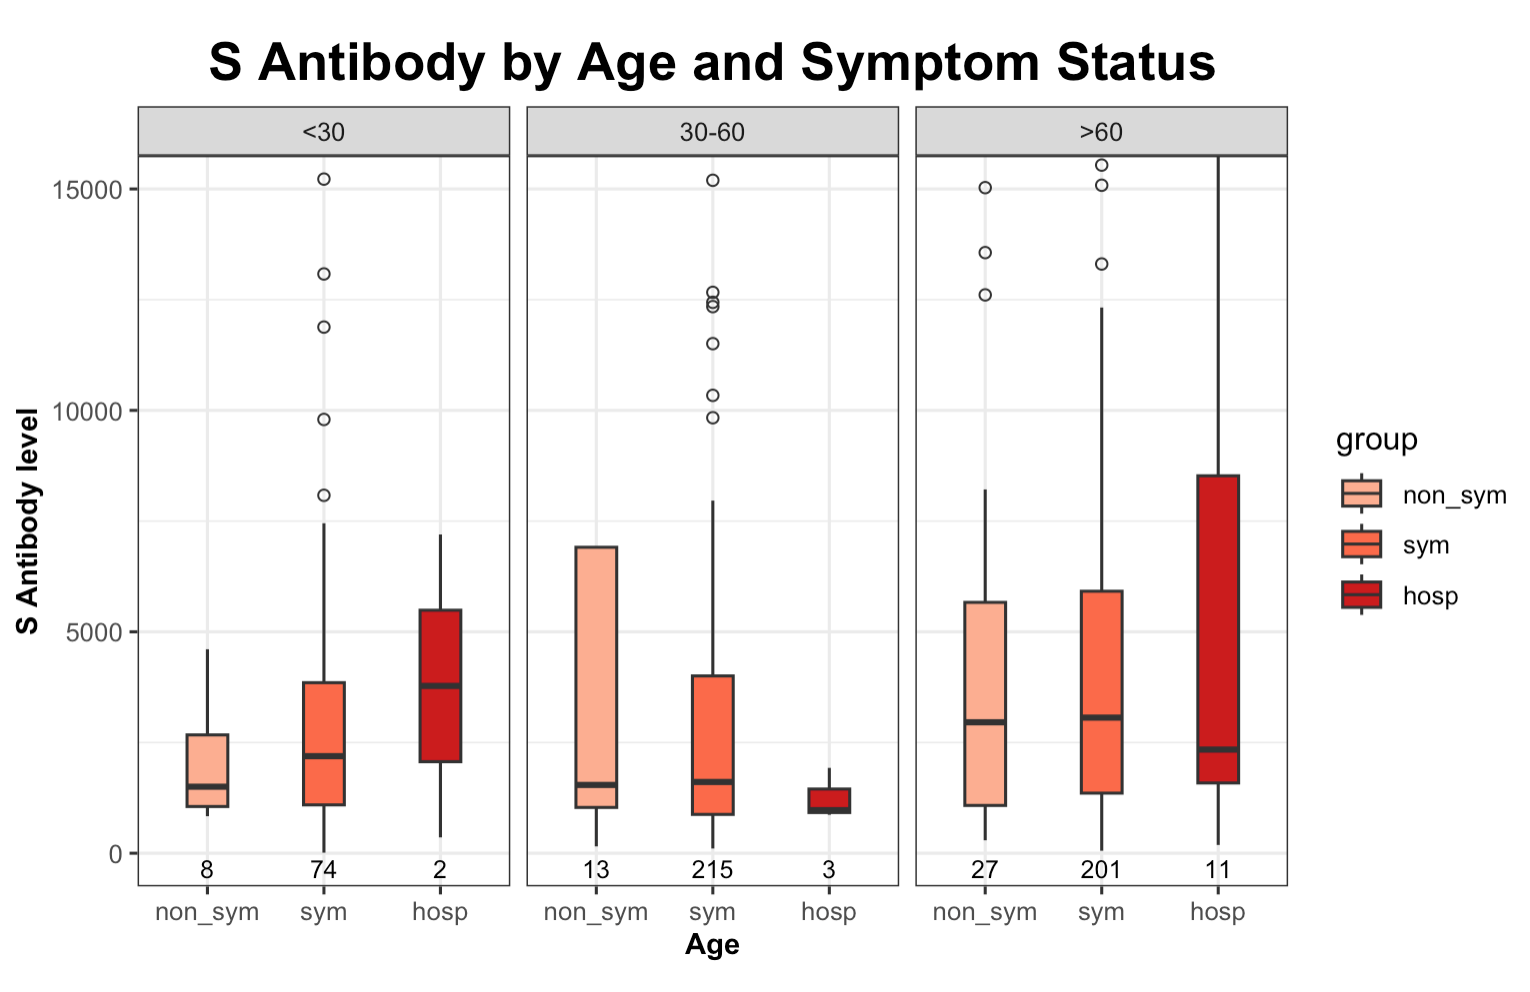 S Antibody by Age and Symptom Status
<30
30-60
>60
S Antibody level
15000
10000
5000
0
8
74
2
13
215
3
27
201
11
non_sym
sym
hosp
non_sym
sym
hosp
non_sym
sym
hosp
Age
group
non_sym
sym
hosp